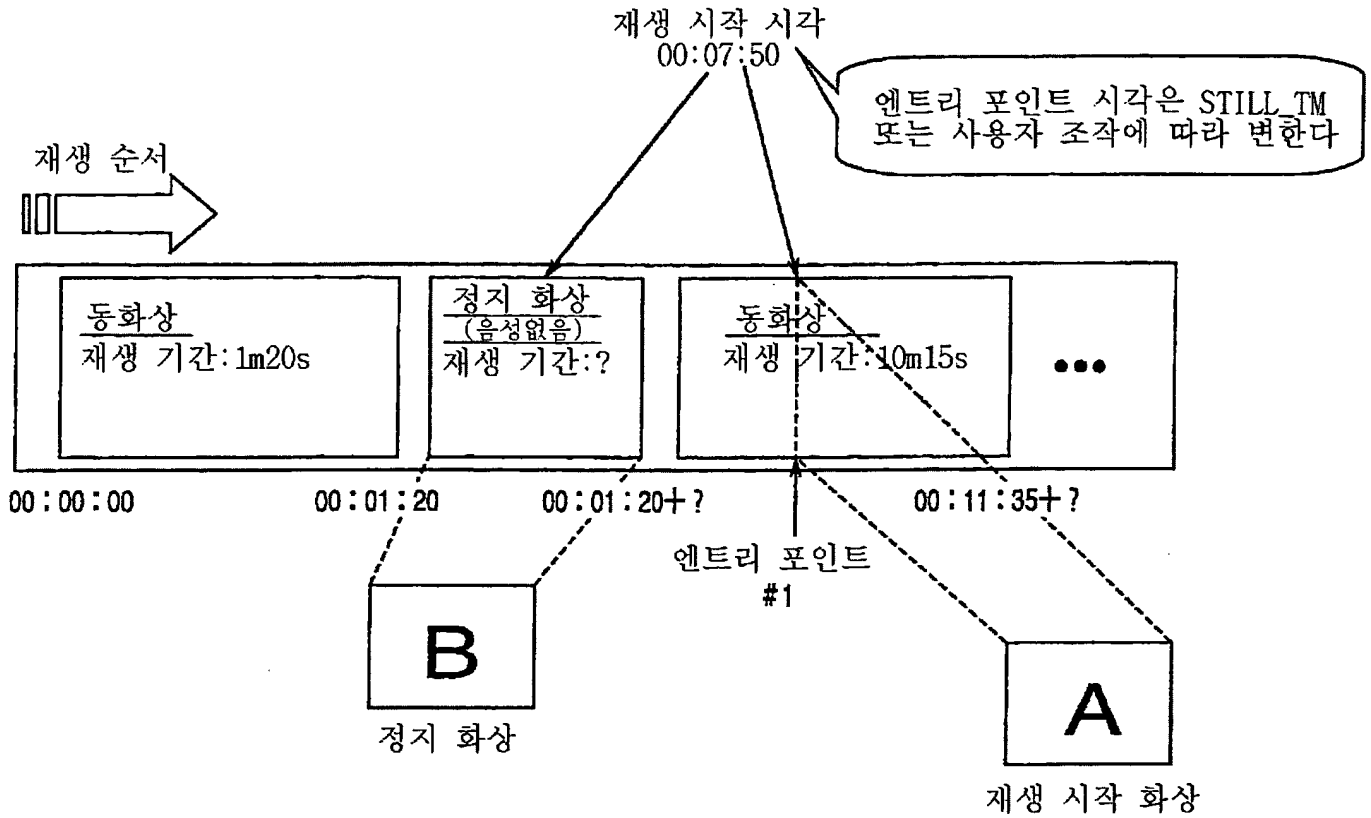 재생 시작 시각
00:07:50
엔트리 포인트 시각은 STILL_TM
또는 사용자 조작에 따라 변한다
재생 순서
동화상
재생 기간:1m20s
정지 화상
(음성없음)
재생 기간:?
동화상
재생 기간:10m15s
•••
00:00:00
00:01:20
00:01:20+?
00:11:35+?
엔트리 포인트
#1
B
정지 화상
A
재생 시작 화상